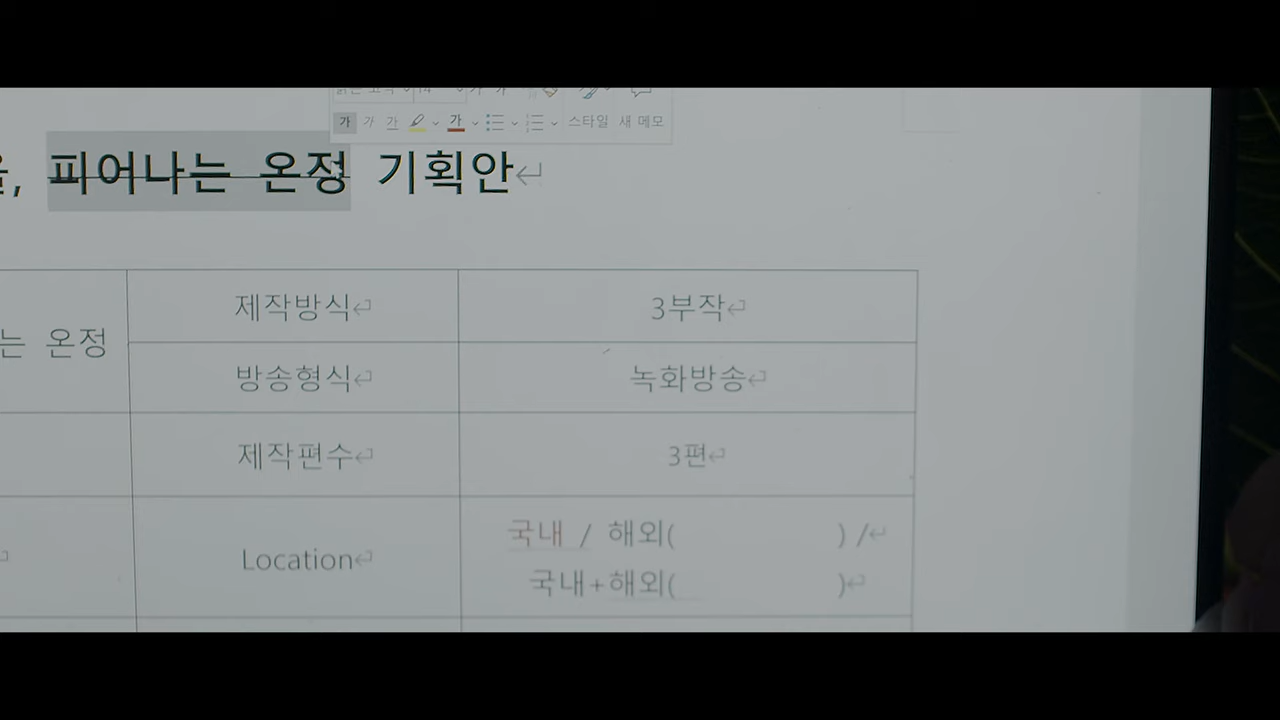 가 가 가 가 스타일 새 메모
피어나는 온정 기획안
제작방식 3부작
는 온정
방송형식 녹화방송
제작편수 3편
Location 국내 / 해외( ) /
국내+해외( )